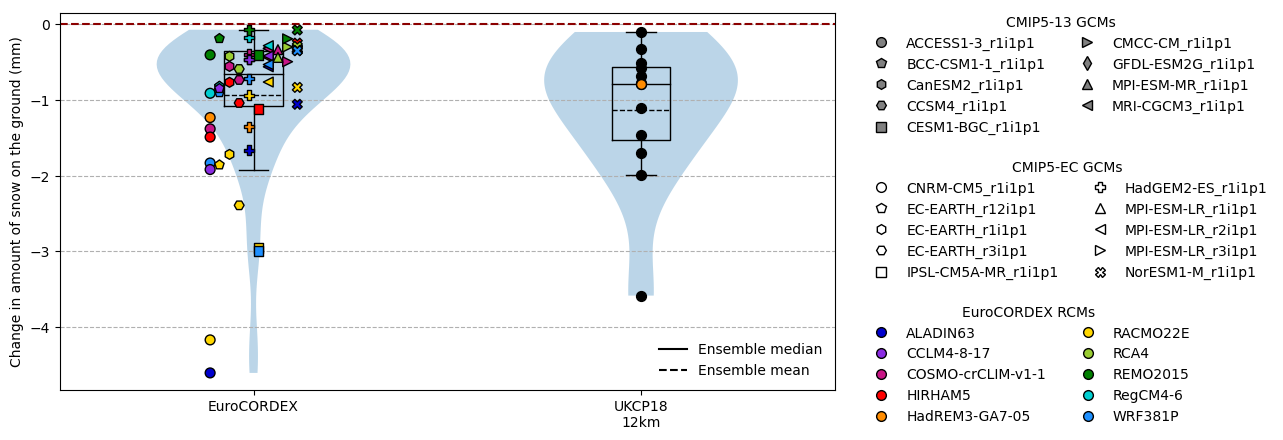 Change in amount of snow on the ground (mm)
0
−1
−2
−3
−4
EuroCORDEX
UKCP18
12km
Ensemble median
Ensemble mean
CMIP5-13 GCMs
ACCESS1-3_r1i1p1
BCC-CSM1-1_r1i1p1
CanESM2_r1i1p1
CCSM4_r1i1p1
CESM1-BGC_r1i1p1
CMCC-CM_r1i1p1
GFDL-ESM2G_r1i1p1
MPI-ESM-MR_r1i1p1
MRI-CGCM3_r1i1p1
CMIP5-EC GCMs
CNRM-CM5_r1i1p1
EC-EARTH_r12i1p1
EC-EARTH_r1i1p1
EC-EARTH_r3i1p1
IPSL-CM5A-MR_r1i1p1
HadGEM2-ES_r1i1p1
MPI-ESM-LR_r1i1p1
MPI-ESM-LR_r2i1p1
MPI-ESM-LR_r3i1p1
NorESM1-M_r1i1p1
EuroCORDEX RCMs
ALADIN63
CCLM4-8-17
COSMO-crCLIM-v1-1
HIRHAM5
HadREM3-GA7-05
RACMO22E
RCA4
REMO2015
RegCM4-6
WRF381P